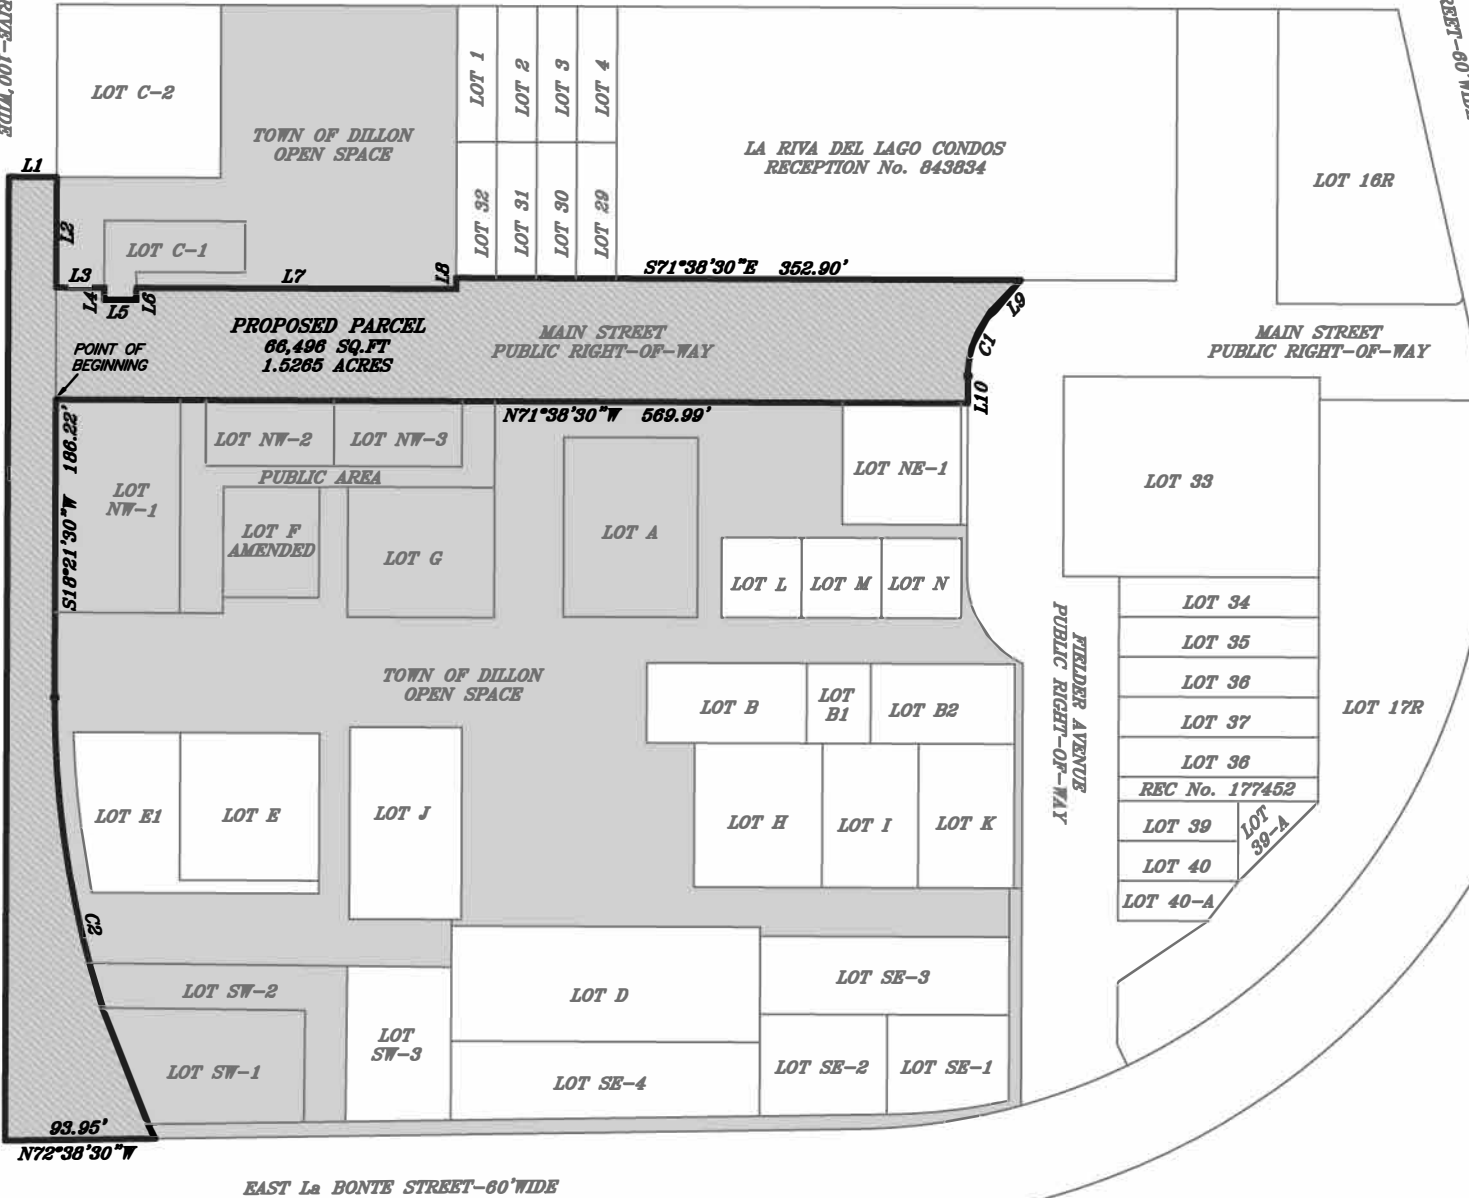 RIVE-100'WIDE
REET-60'WIDE
LOT C-2
TOWN OF DILLON
OPEN SPACE
LOT 1
LOT 2
LOT 3
LOT 4
LA RIVA DEL LAGO CONDOS
RECEPTION No. 843834
LOT 16R
L1
L2
LOT C-1
LOT 32
LOT 31
LOT 30
LOT 29
L3
L4
L5
L6
L7
L8
S71°38'30"E 352.90'
L9
C1
L10
PROPOSED PARCEL
66,496 SQ.FT
1.5265 ACRES
MAIN STREET
PUBLIC RIGHT-OF-WAY
MAIN STREET
PUBLIC RIGHT-OF-WAY
POINT OF
BEGINNING
N71°38'30"W 569.99'
S18°21'30"W 186.22'
LOT NW-2
LOT NW-3
PUBLIC AREA
LOT
NW-1
LOT F
AMENDED
LOT G
LOT A
LOT NE-1
LOT L
LOT M
LOT N
LOT 33
LOT 34
LOT 35
LOT 36
LOT 37
LOT 36
REC No. 177452
LOT 39
LOT
39-A
LOT 40
LOT 40-A
LOT 17R
FIELDER AVENUE
PUBLIC RIGHT-OF-WAY
TOWN OF DILLON
OPEN SPACE
LOT B
LOT
B1
LOT B2
LOT E1
LOT E
LOT J
LOT H
LOT I
LOT K
C2
LOT SW-2
LOT SW-1
LOT
SW-3
LOT D
LOT SE-4
LOT SE-3
LOT SE-2
LOT SE-1
93.95'
N72°38'30"W
EAST La BONTE STREET-60'WIDE